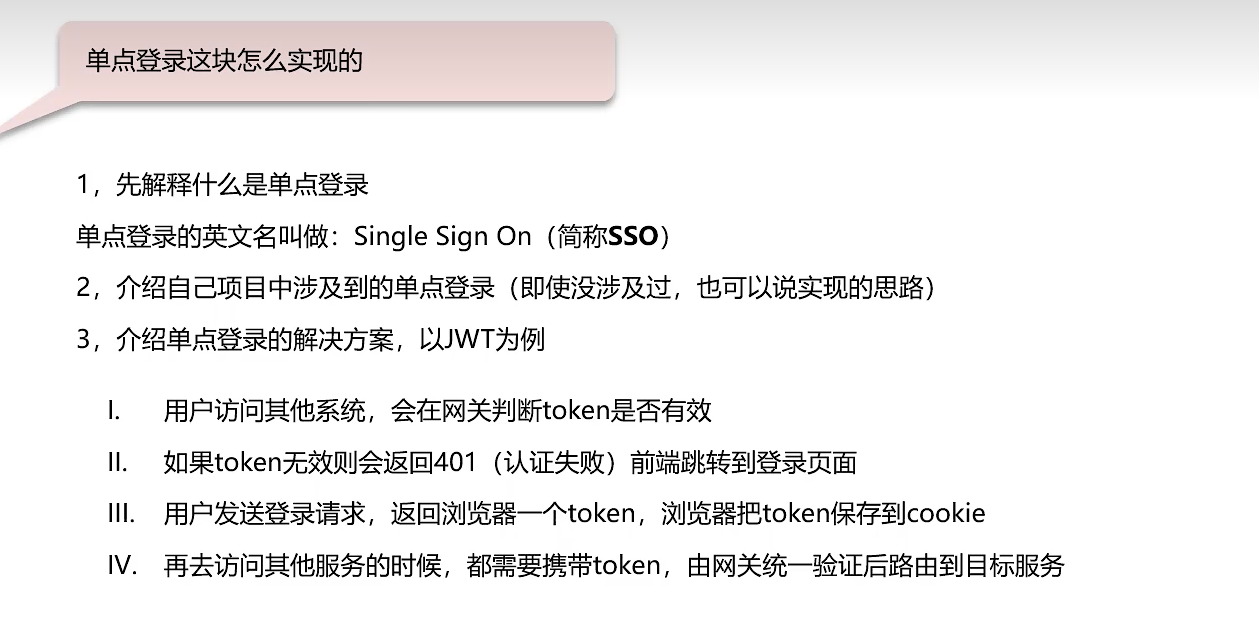 单点登录这块怎么实现的
1，先解释什么是单点登录
单点登录的英文名叫做：Single Sign On（简称SSO）
2，介绍自己项目中涉及到的单点登录（即使没涉及过，也可以说实现的思路）
3，介绍单点登录的解决方案，以JWT为例
I. 用户访问其他系统，会在网关判断token是否有效
II. 如果token无效则会返回401（认证失败）前端跳转到登录页面
III. 用户发送登录请求，返回浏览器一个token，浏览器把token保存到cookie
IV. 再去访问其他服务的时候，都需要携带token，由网关统一验证后路由到目标服务